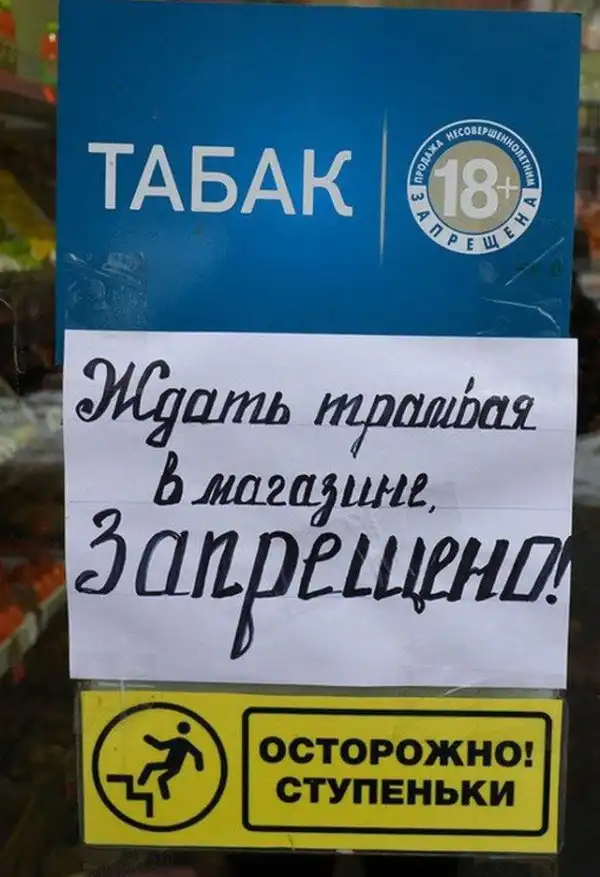 ТАБАК
ПРОДАЖА НЕСОВЕРШЕННОЛЕТНИМ
18+
ЗАПРЕЩЕНА
Ждать трамвая
в магазине,
Запрещено!
ОСТОРОЖНО!
СТУПЕНЬКИ